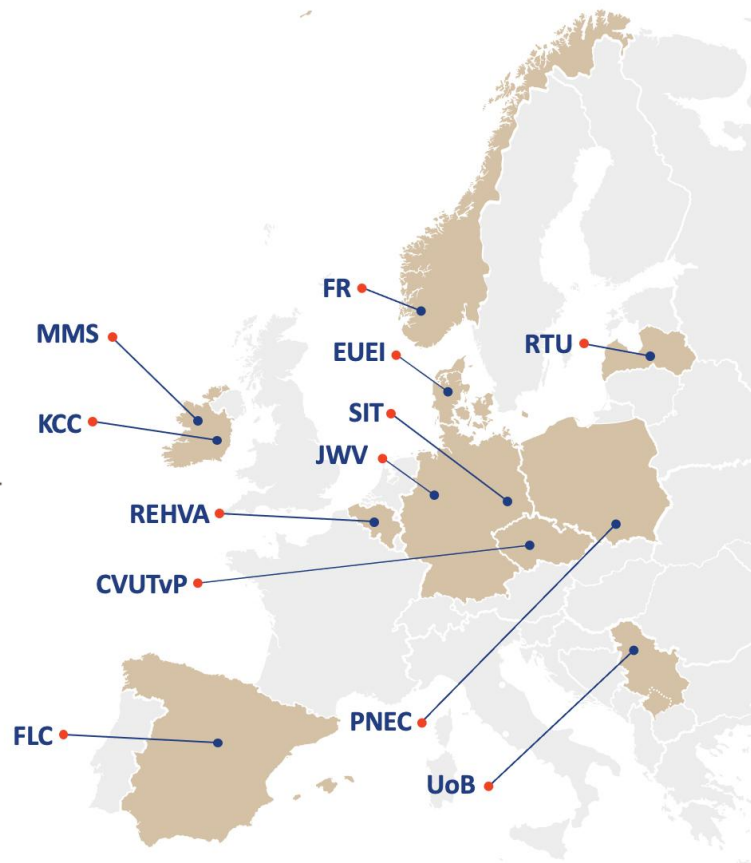 FR
MMS
EUEI
RTU
SIT
KCC
JWV
REHVA
CVUTvP
PNEC
FLC
UoB